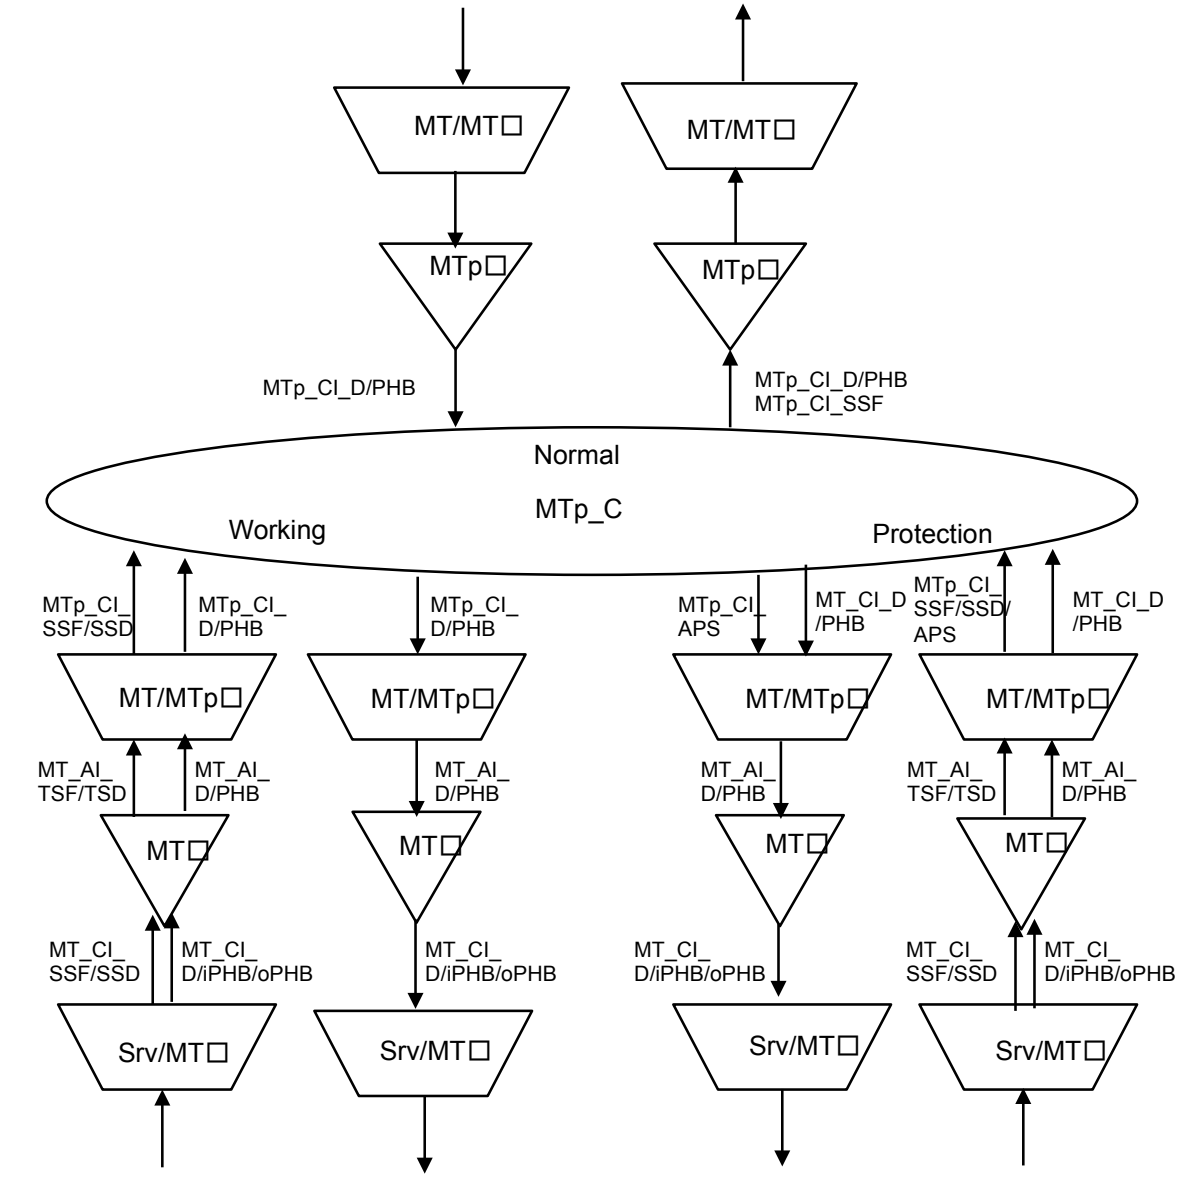 MT/MT□
MT/MT□
MTp□
MTp□
MTp_CI_D/PHB
MTp_CI_D/PHB
MTp_CI_SSF
Normal
MTp_C
Working
Protection
MTp_CI_
SSF/SSD
MTp_CI_
D/PHB
MTp_CI_
D/PHB
MTp_CI_
APS
MT_CI_D
/PHB
MTp_CI_
SSF/SSD/
APS
MT_CI_D
/PHB
MT/MTp□
MT/MTp□
MT/MTp□
MT/MTp□
MT_AI_
TSF/TSD
MT_AI_
D/PHB
MT_AI_
D/PHB
MT_AI_
D/PHB
MT_AI_
TSF/TSD
MT_AI_
D/PHB
MT□
MT□
MT□
MT□
MT_CI_
SSF/SSD
MT_CI_
D/iPHB/oPHB
MT_CI_
D/iPHB/oPHB
MT_CI_
D/iPHB/oPHB
MT_CI_
SSF/SSD
MT_CI_
D/iPHB/oPHB
Srv/MT□
Srv/MT□
Srv/MT□
Srv/MT□